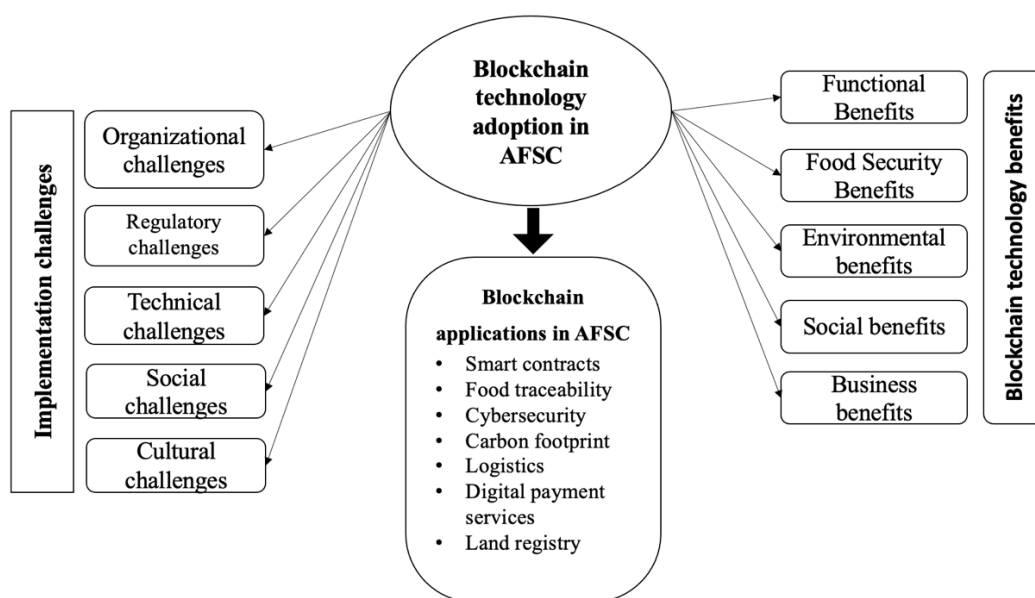 Implementation challenges
Organizational
challenges
Regulatory
challenges
Technical
challenges
Social
challenges
Cultural
challenges
Blockchain
technology
adoption in
AFSC
Blockchain
applications in AFSC
• Smart contracts
• Food traceability
• Cybersecurity
• Carbon footprint
• Logistics
• Digital payment
services
• Land registry
Functional
Benefits
Food Security
Benefits
Environmental
benefits
Social benefits
Business
benefits
Blockchain technology benefits